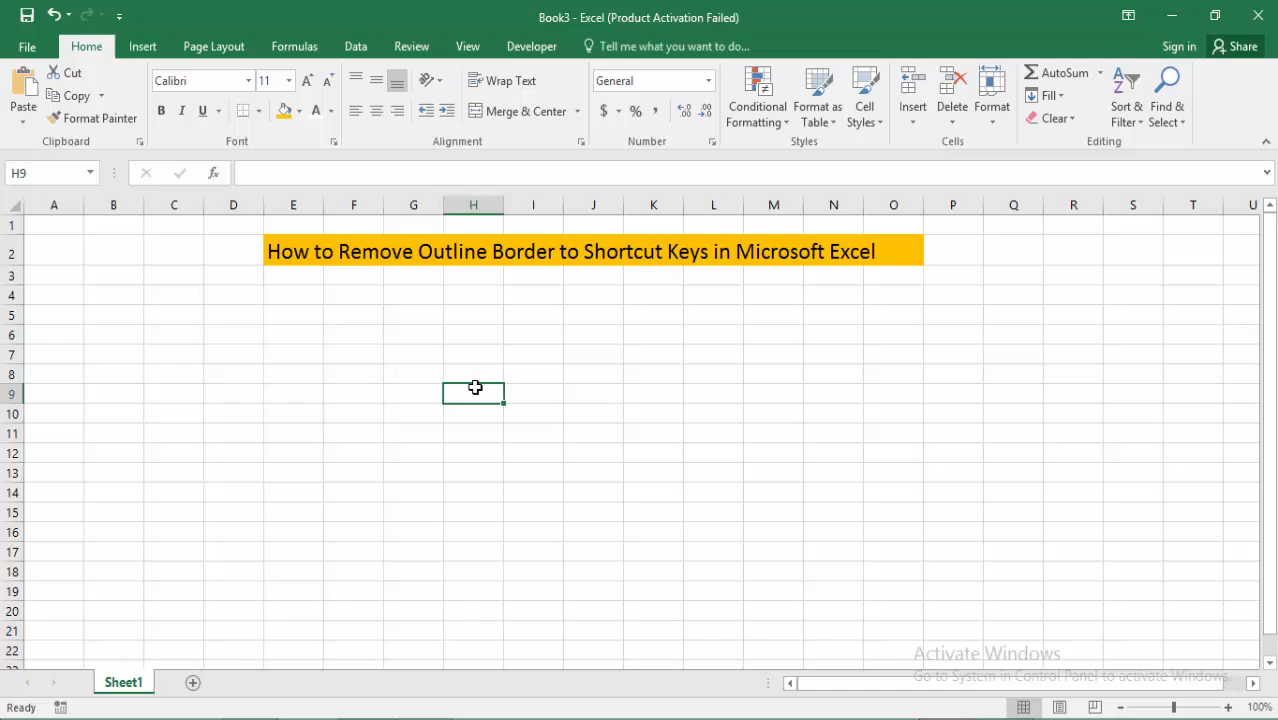 Book3 - Excel (Product Activation Failed)
File Home Insert Page Layout Formulas Data Review View Developer Tell me what you want to do... Sign in Share
Paste Cut Copy Format Painter
Clipboard
Calibri 11
B I U A
Font
Wrap Text
Merge & Center
Alignment
General
$ % ,
Number
Conditional Formatting Format as Table Cell Styles
Styles
Insert Delete Format
Cells
AutoSum
Fill
Clear
Sort & Filter Find & Select
Editing
H9 fx
A B C D E F G H I J K L M N O P Q R S T U
1
2 How to Remove Outline Border to Shortcut Keys in Microsoft Excel
3
4
5
6
7
8
9
10
11
12
13
14
15
16
17
18
19
20
21
22
Activate Windows
Go to System in Control Panel to activate Windows.
Sheet1
Ready 100%